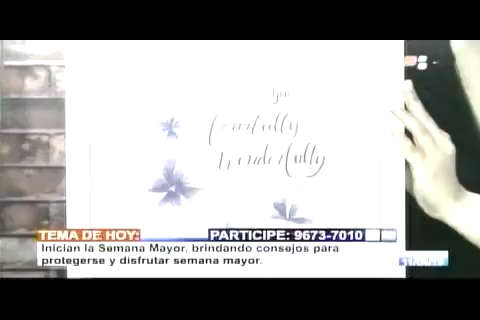 you
fearfully
Wonderfully
TEMA DE HOY:
PARTICIPE: 9673-7010
Inician la Semana Mayor, brindando consejos para
protegerse y disfrutar semana mayor.